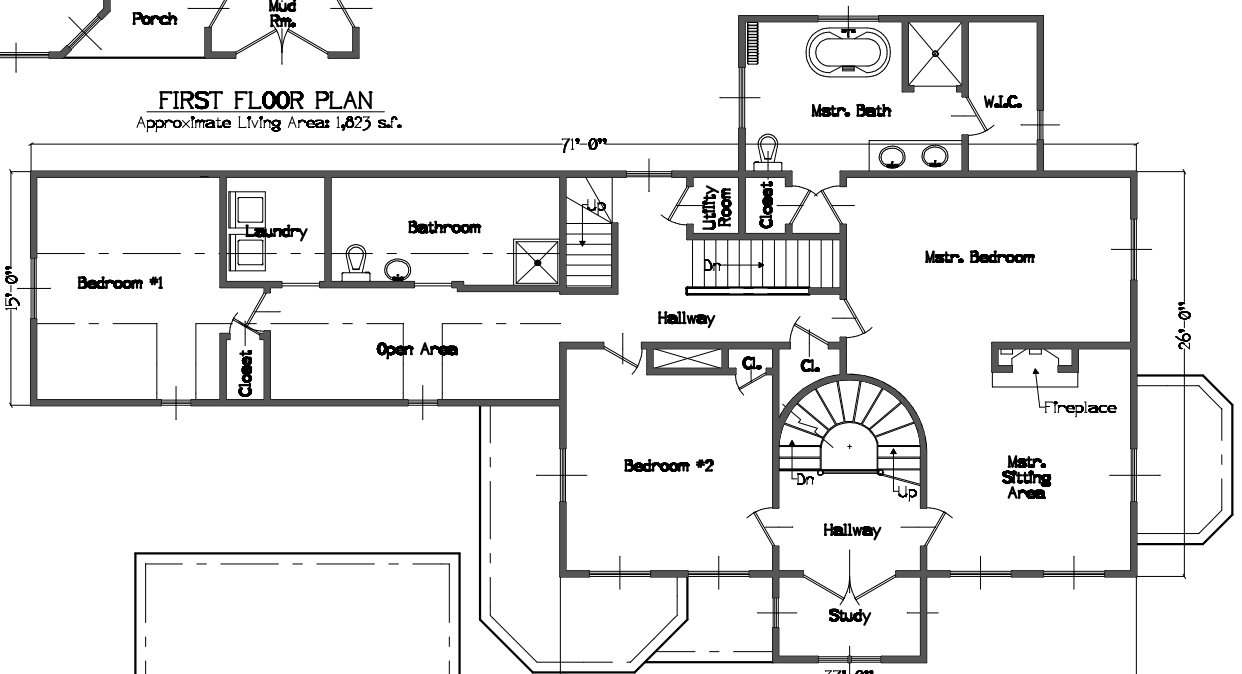 Porch
Mud
Rm.
FIRST FLOOR PLAN
Approximate Living Area: 1,823 s.f.
71'-0"
Mstr. Bath
W.I.C.
Up
Utility
Room
Closet
Laundry
Bathroom
Bedroom #1
15'-0"
Dn
Mstr. Bedroom
Hallway
26'-0"
Open Area
Closet
Cl.
Cl.
Fireplace
Bedroom #2
Dn
Up
Mstr.
Sitting
Area
Hallway
Study